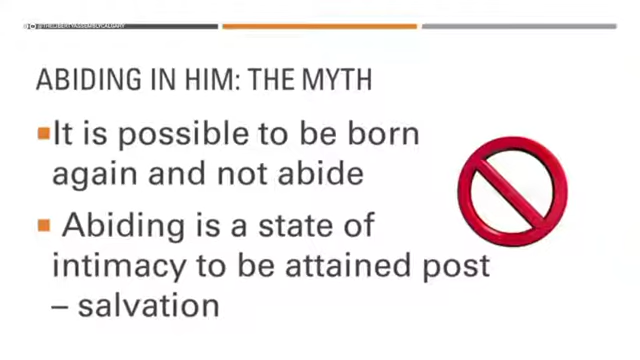 @THELIBERTYASSEMBLYCALGARY
ABIDING IN HIM: THE MYTH
It is possible to be born
again and not abide
Abiding is a state of
intimacy to be attained post
– salvation